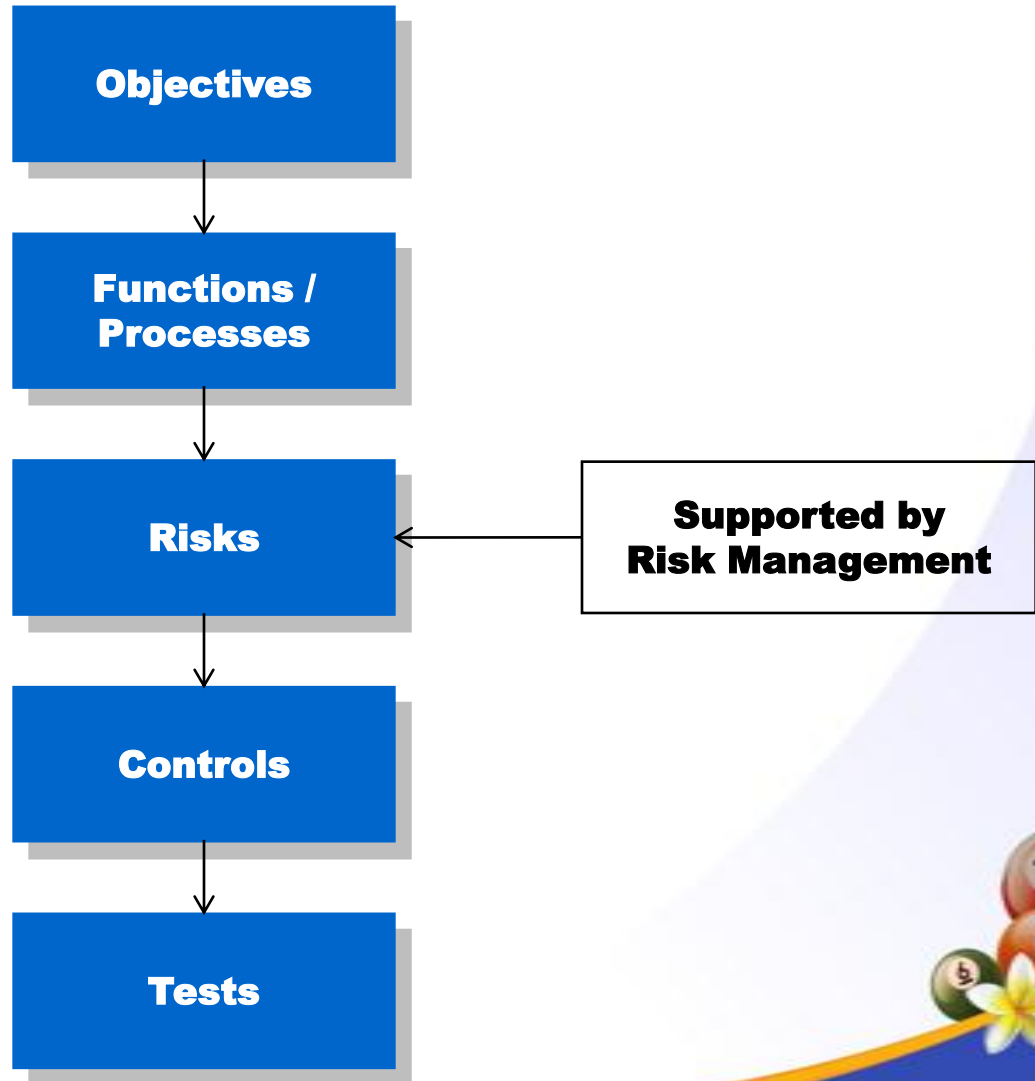 Objectives
Functions /
Processes
Risks
Supported by
Risk Management
Controls
Tests